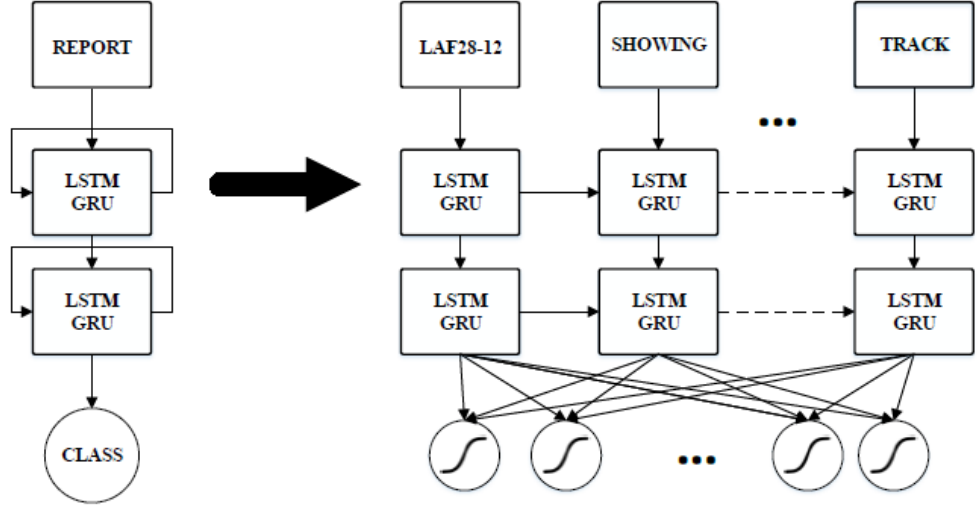 REPORT
LAF28-12
SHOWING
TRACK
...
LSTM
GRU
LSTM
GRU
LSTM
GRU
LSTM
GRU
LSTM
GRU
LSTM
GRU
LSTM
GRU
LSTM
GRU
CLASS
...